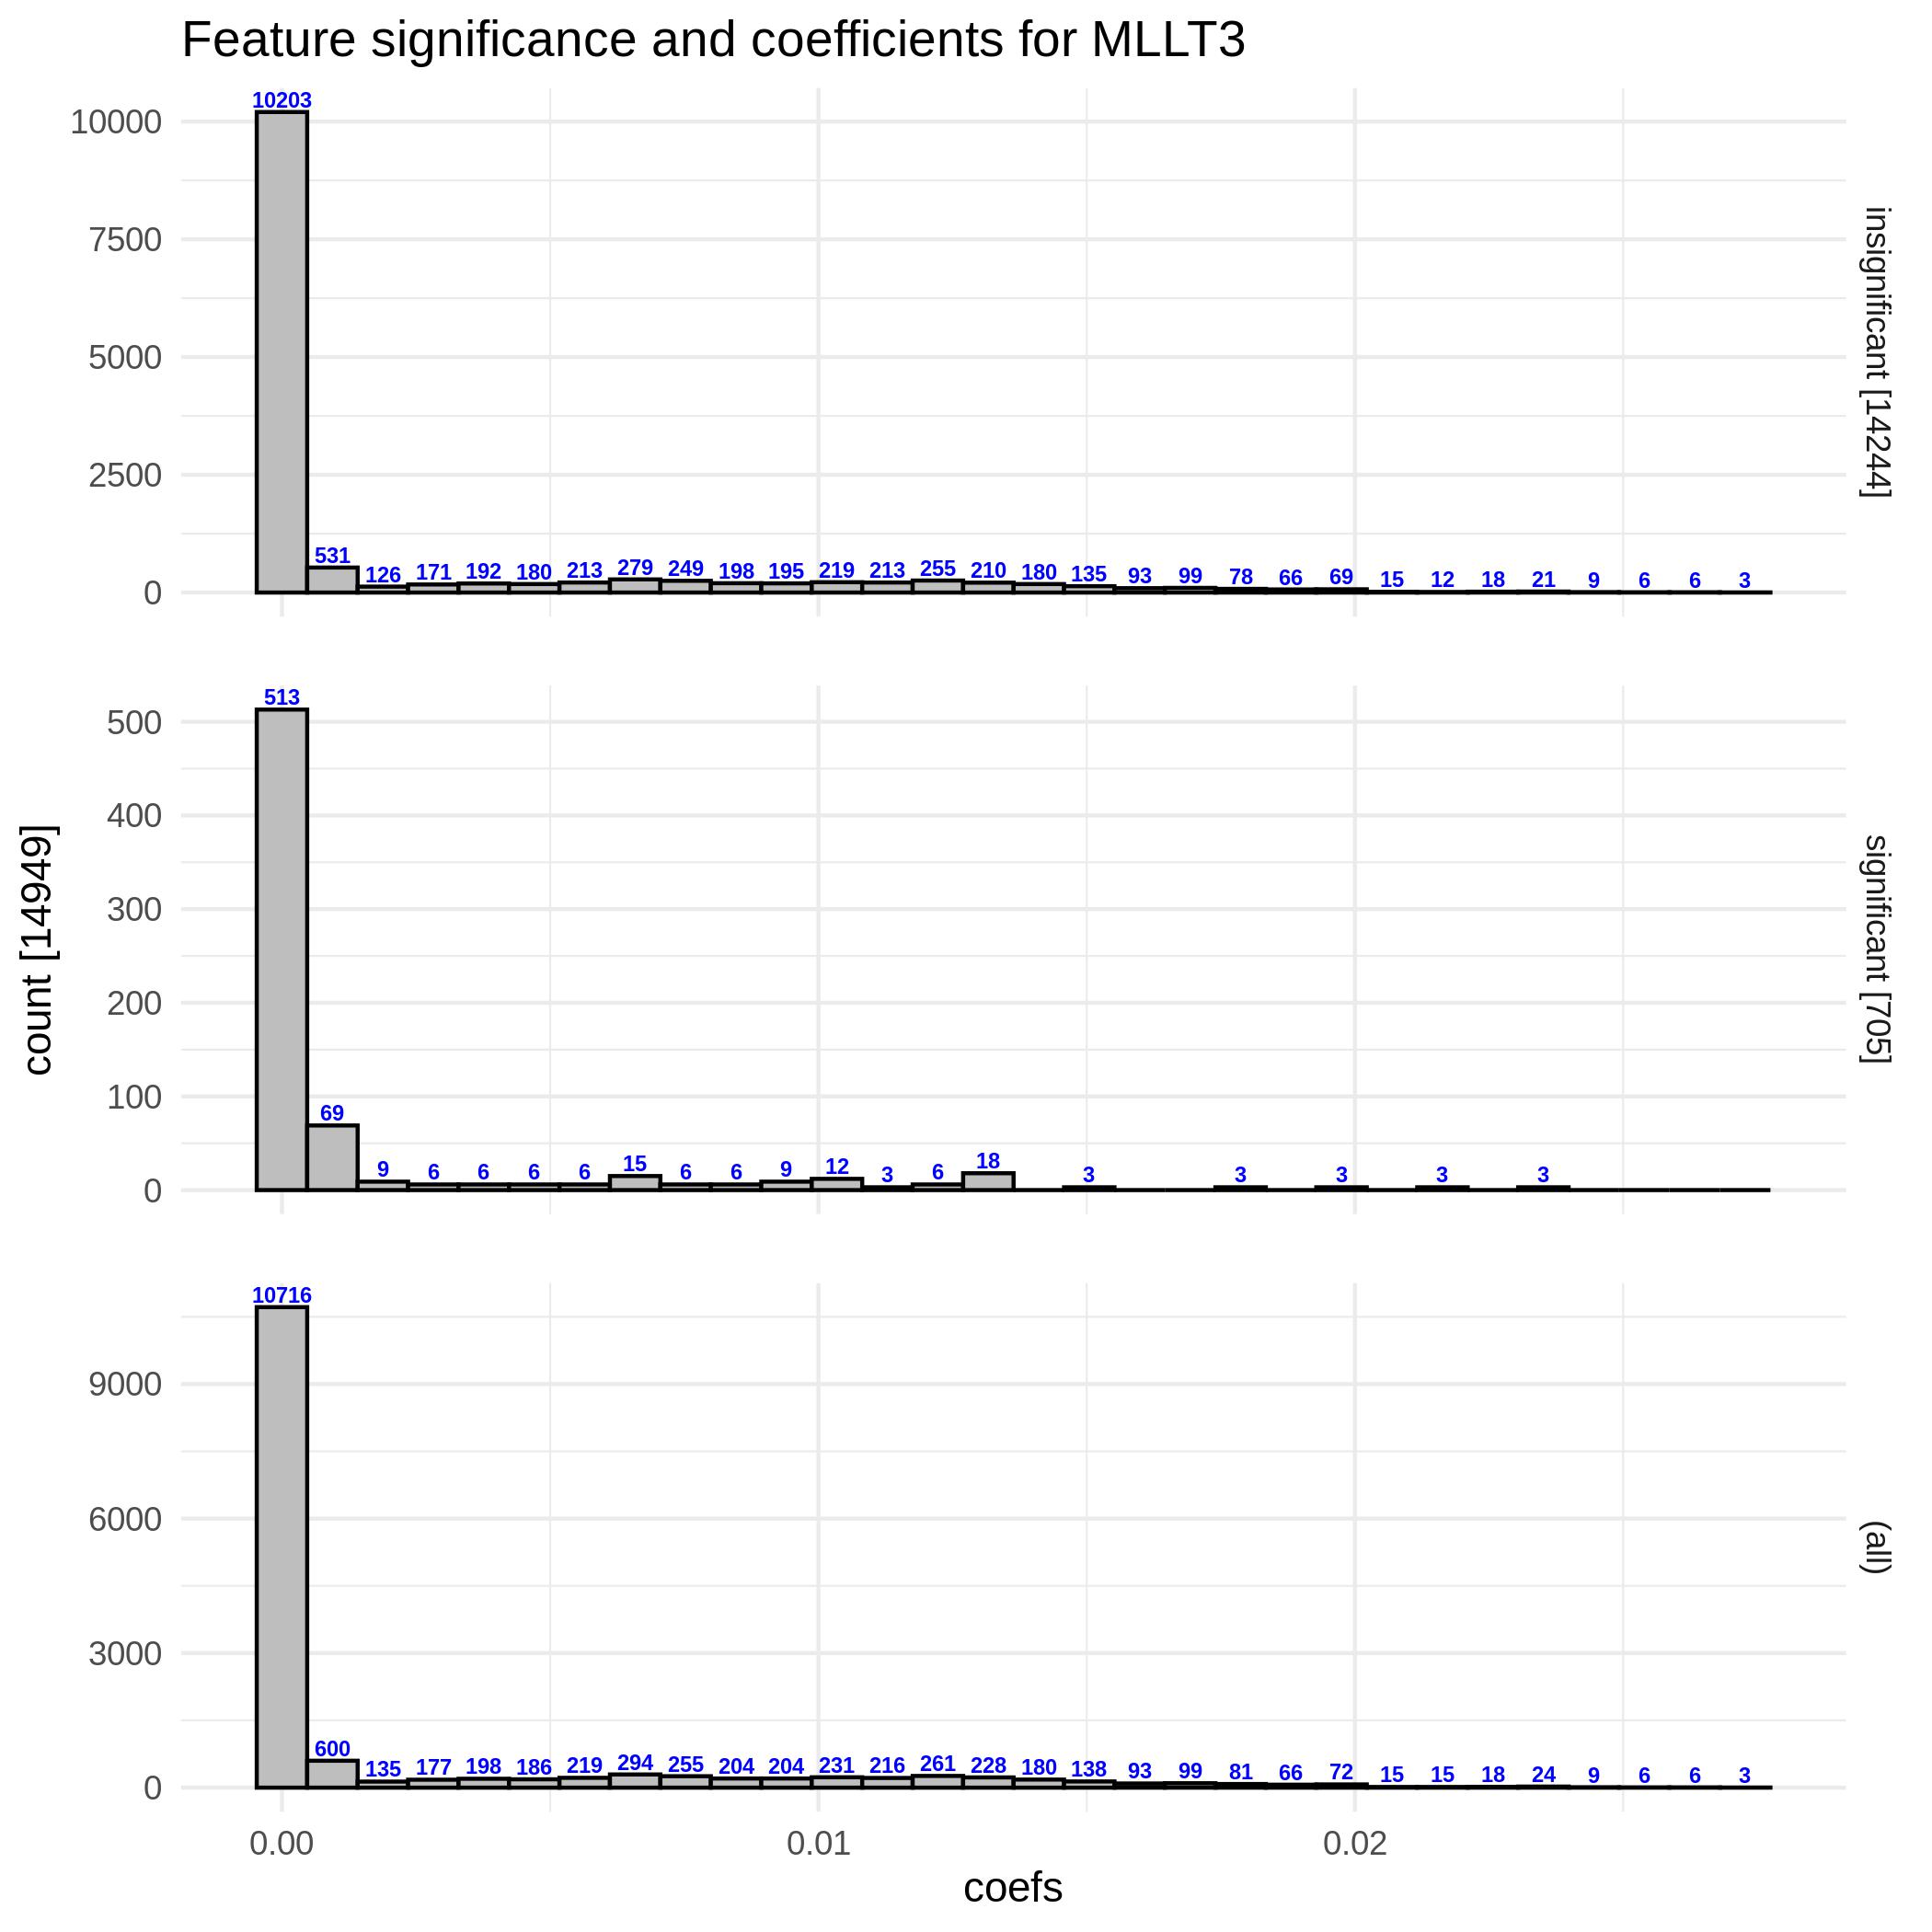 Feature significance and coefficients for MLLT3
count [14949]
10000
7500
5000
2500
0
10203 531 126 171 192 180 213 279 249 198 195 219 213 255 210 180 135 93 99 78 66 69 15 12 18 21 9 6 6 3
insignificant [14244]
500
400
300
200
100
0
513 69 9 6 6 6 6 15 6 6 9 12 3 6 18 3 3 3 3 3
significant [705]
9000
6000
3000
0
10716 600 135 177 198 186 219 294 255 204 204 231 216 261 228 180 138 93 99 81 66 72 15 15 18 24 9 6 6 3
(all)
0.00 0.01 0.02
coefs